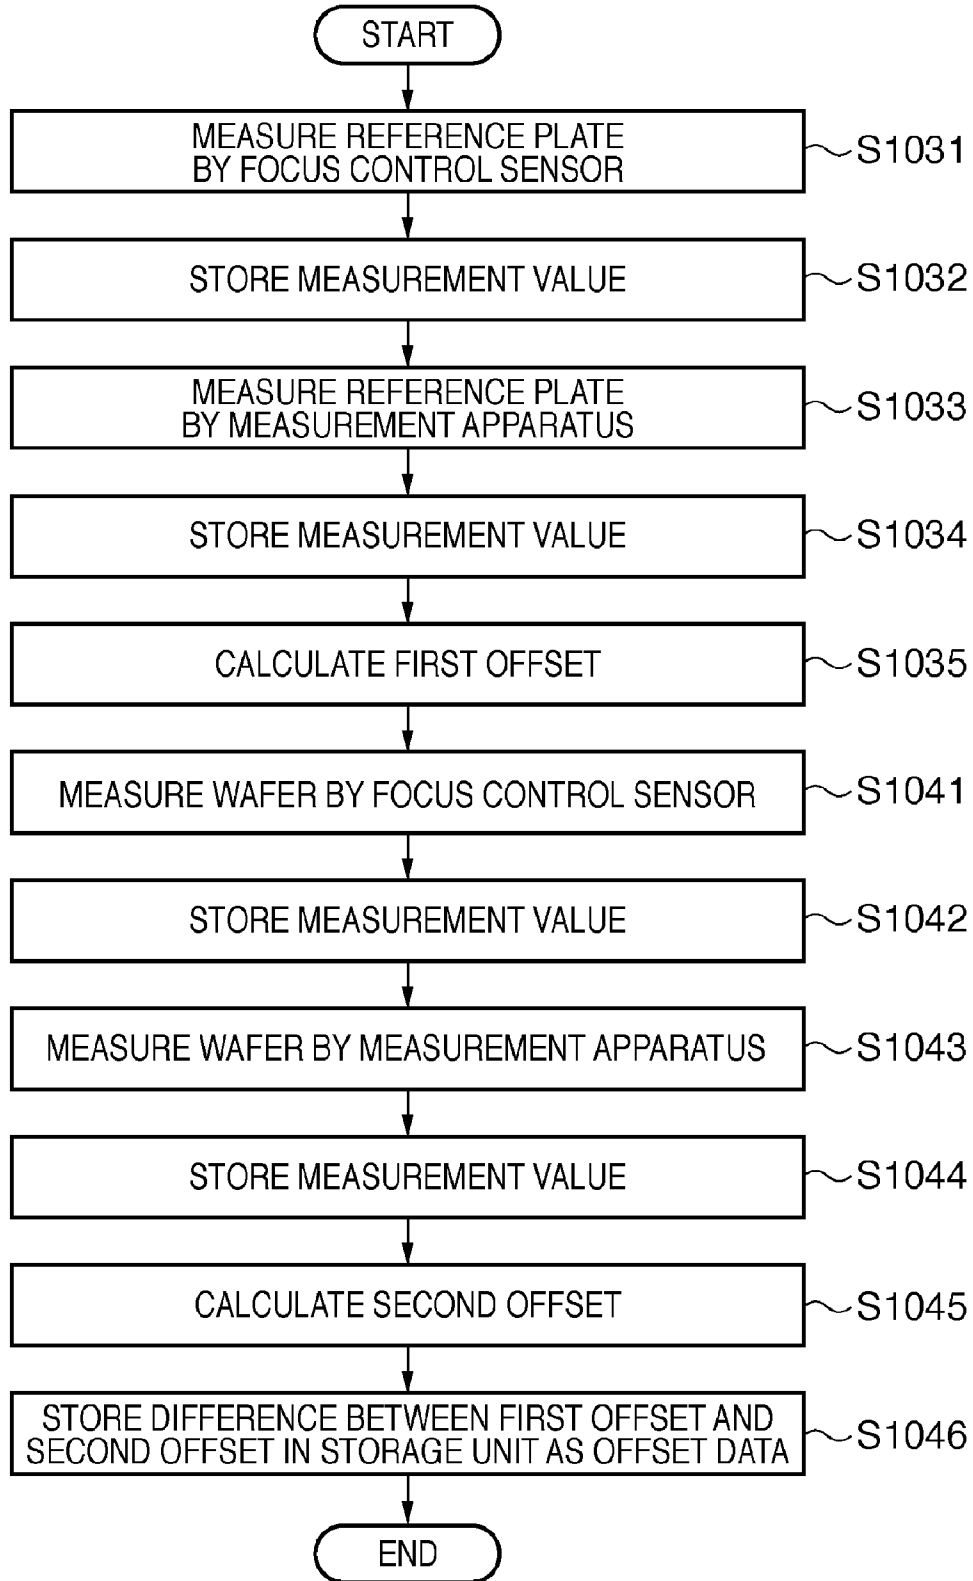 START
MEASURE REFERENCE PLATE
BY FOCUS CONTROL SENSOR
S1031
STORE MEASUREMENT VALUE
S1032
MEASURE REFERENCE PLATE
BY MEASUREMENT APPARATUS
S1033
STORE MEASUREMENT VALUE
S1034
CALCULATE FIRST OFFSET
S1035
MEASURE WAFER BY FOCUS CONTROL SENSOR
S1041
STORE MEASUREMENT VALUE
S1042
MEASURE WAFER BY MEASUREMENT APPARATUS
S1043
STORE MEASUREMENT VALUE
S1044
CALCULATE SECOND OFFSET
S1045
STORE DIFFERENCE BETWEEN FIRST OFFSET AND
SECOND OFFSET IN STORAGE UNIT AS OFFSET DATA
S1046
END